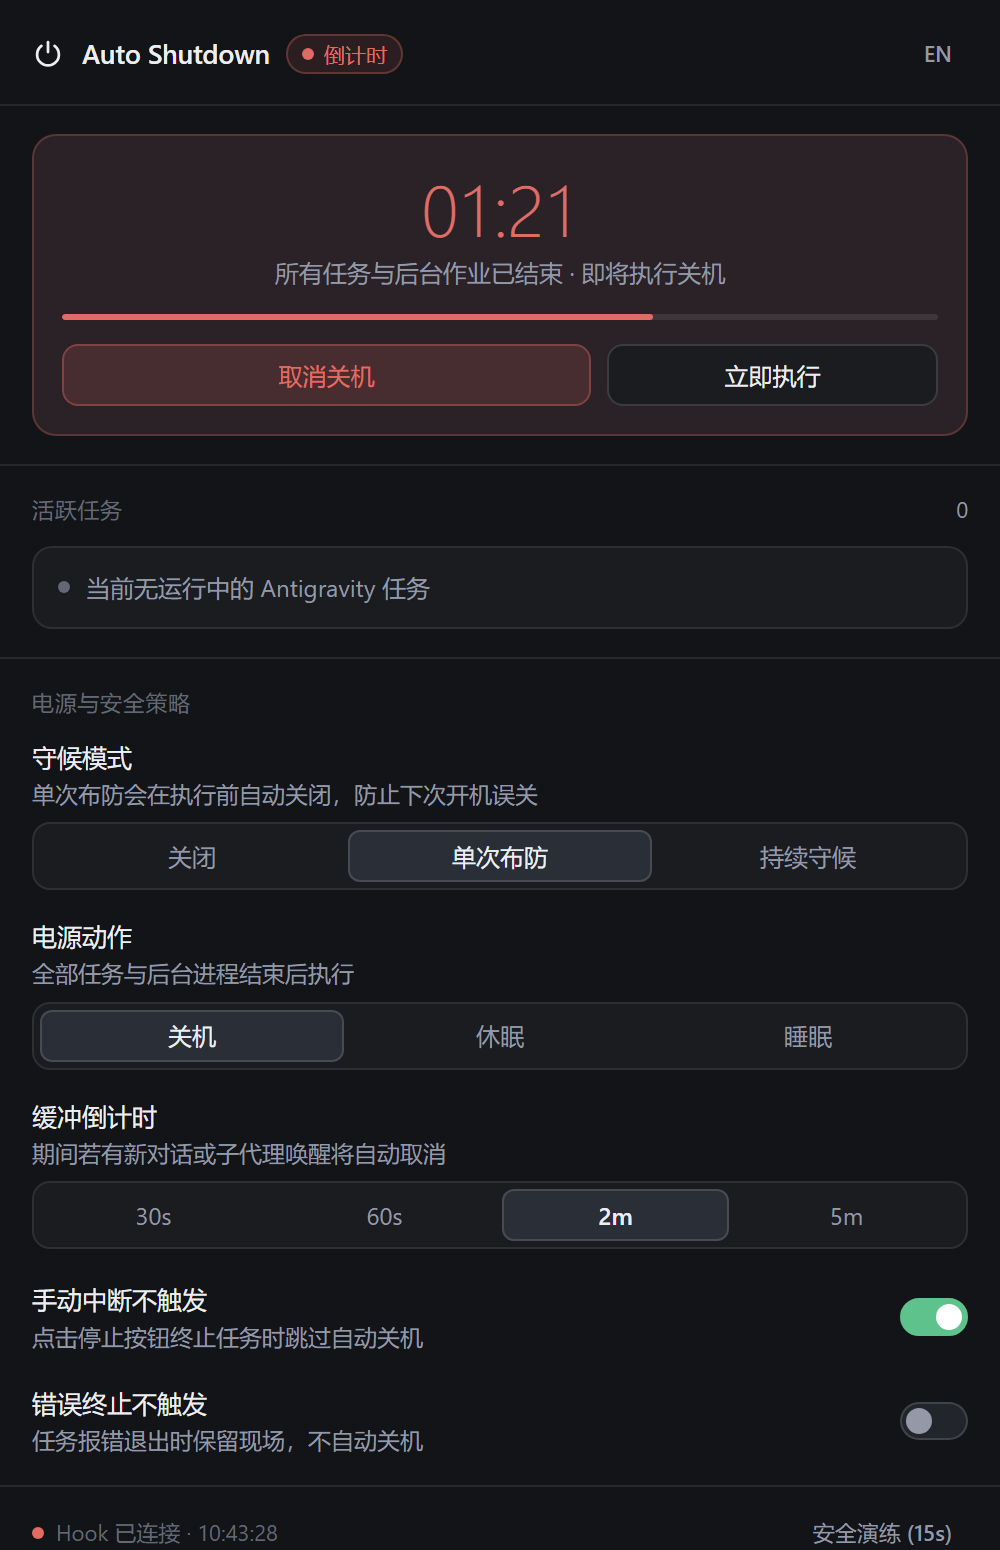 Auto Shutdown
倒计时
EN
01:21
所有任务与后台作业已结束 · 即将执行关机
取消关机
立即执行
活跃任务
0
当前无运行中的 Antigravity 任务
电源与安全策略
守候模式
单次布防会在执行前自动关闭，防止下次开机误关
关闭
单次布防
持续守候
电源动作
全部任务与后台进程结束后执行
关机
休眠
睡眠
缓冲倒计时
期间若有新对话或子代理唤醒将自动取消
30s
60s
2m
5m
手动中断不触发
点击停止按钮终止任务时跳过自动关机
错误终止不触发
任务报错退出时保留现场，不自动关机
Hook 已连接 · 10:43:28
安全演练 (15s)